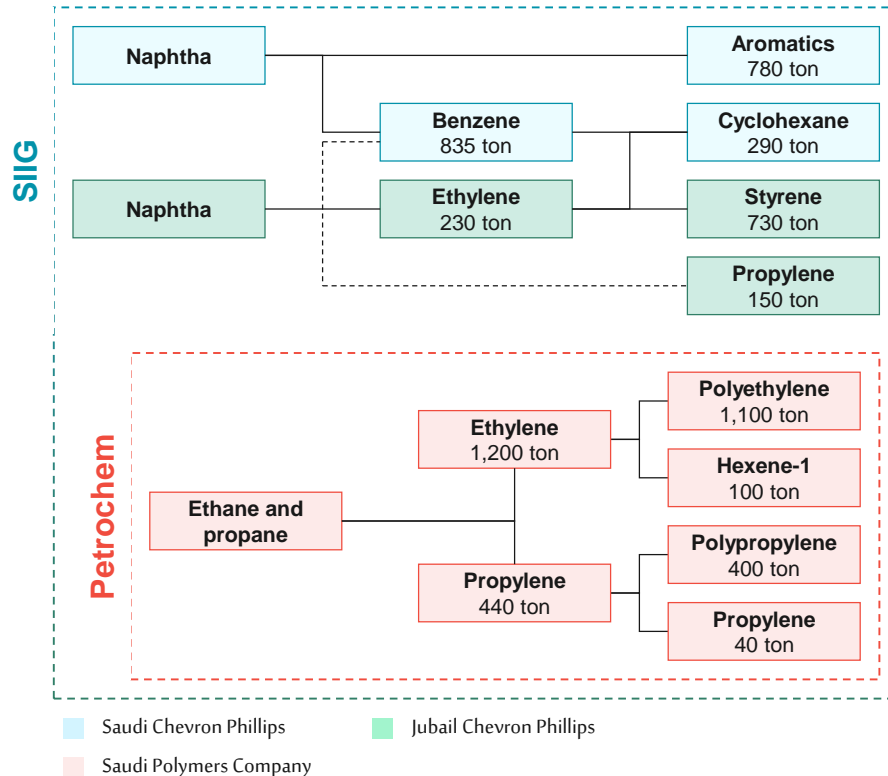 SIIG
Naphtha
Aromatics
780 ton
Benzene
835 ton
Cyclohexane
290 ton
Naphtha
Ethylene
230 ton
Styrene
730 ton
Propylene
150 ton
Petrochem
Ethane and
propane
Ethylene
1,200 ton
Polyethylene
1,100 ton
Hexene-1
100 ton
Propylene
440 ton
Polypropylene
400 ton
Propylene
40 ton
Saudi Chevron Phillips
Jubail Chevron Phillips
Saudi Polymers Company